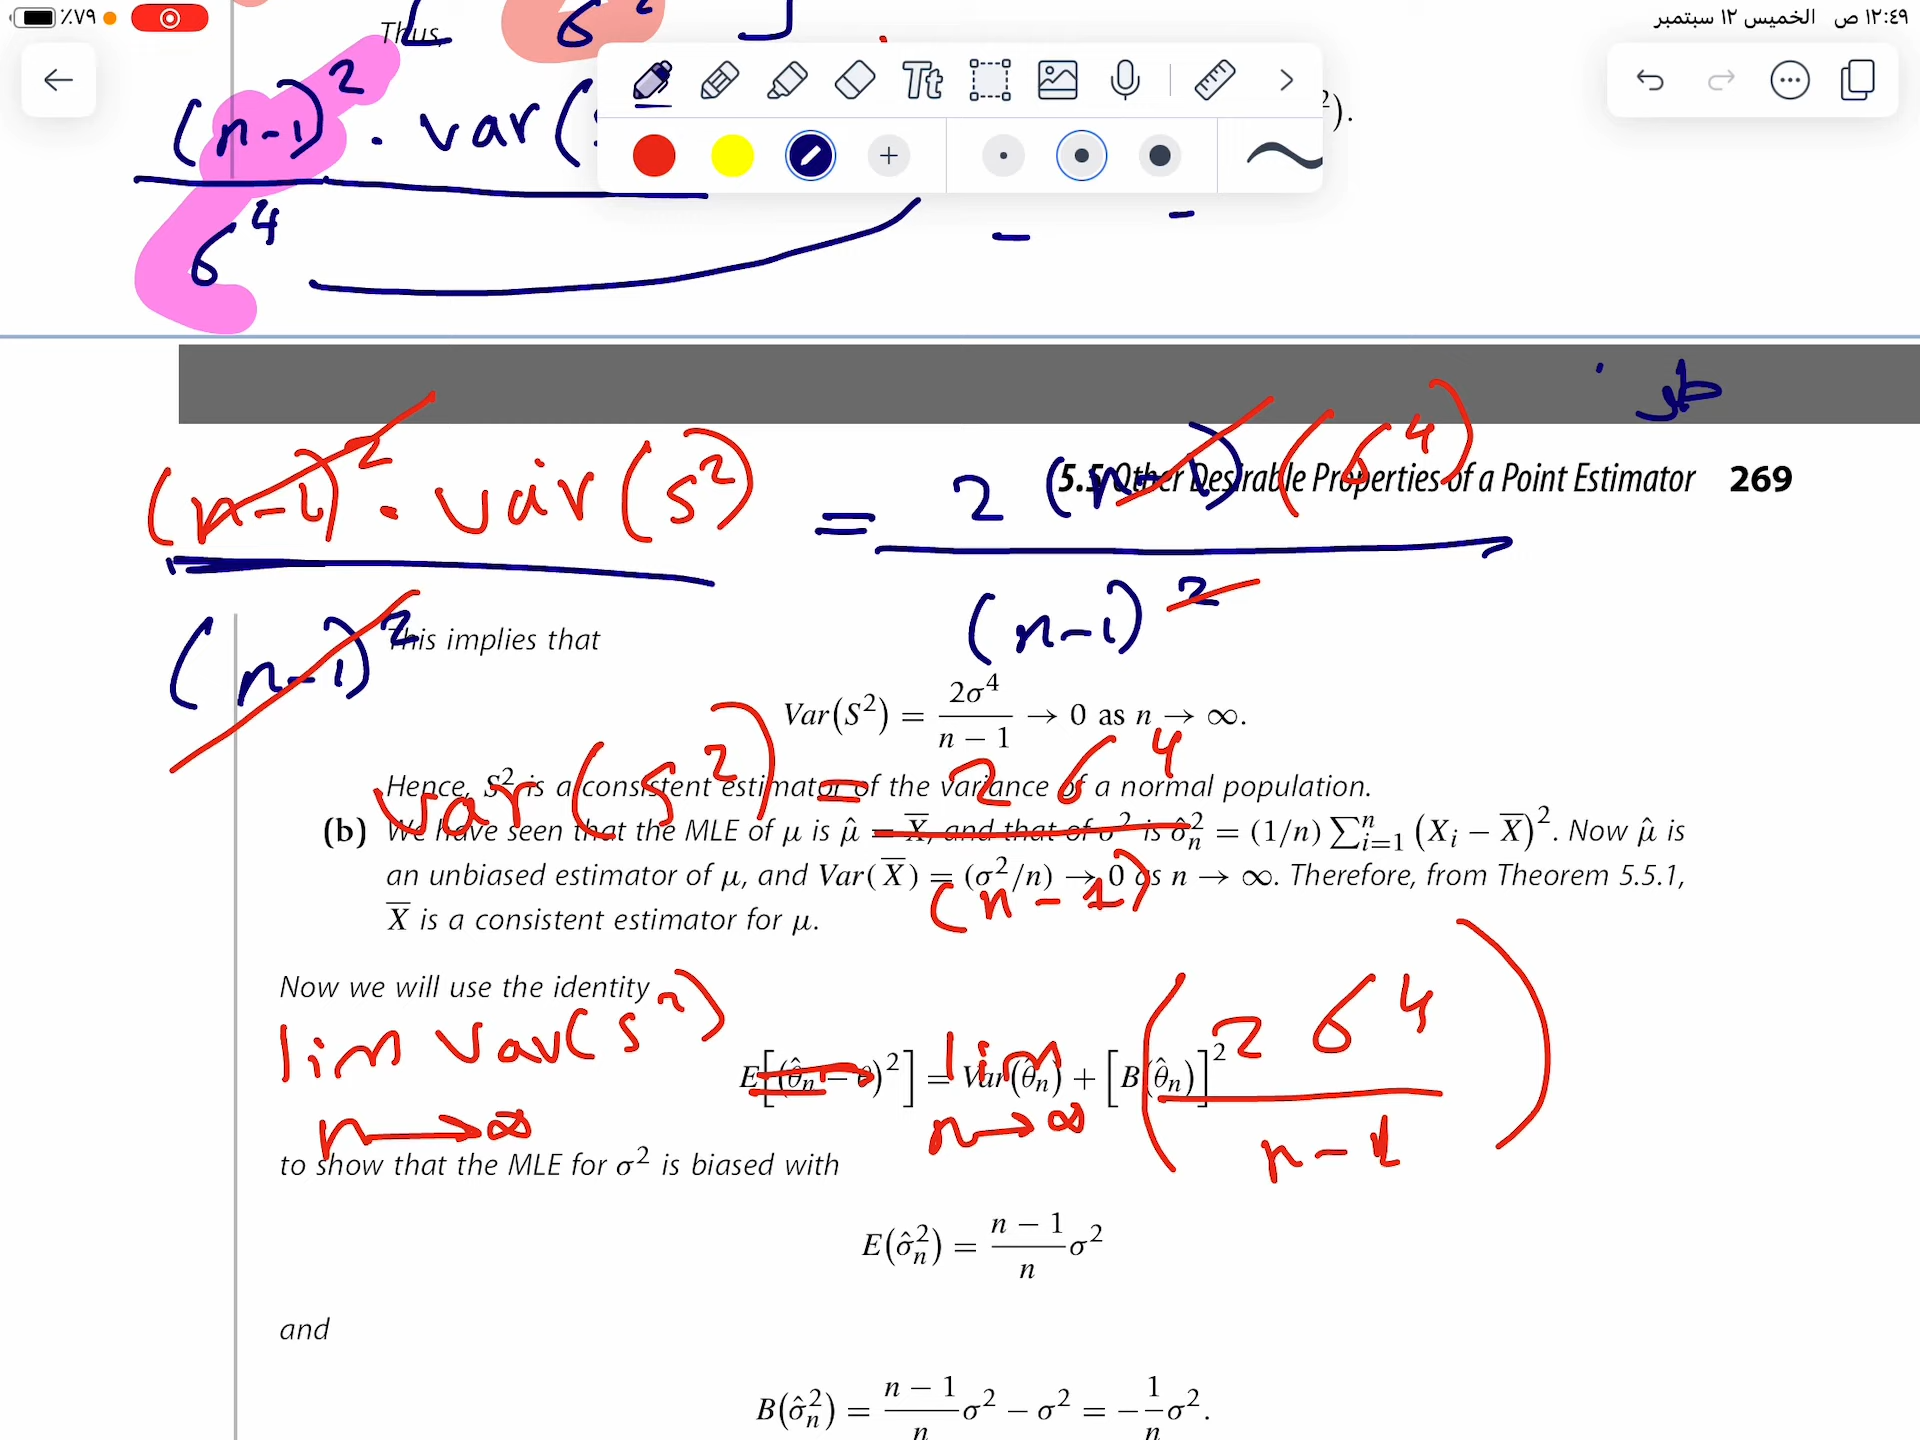 ٪٧٩
١٢:٤٩ ص الخميس ١٢ سبتمبر
Thus,
σ²
(n-1)² . var(
σ⁴
Tt
2).
5.5 Other Desirable Properties of a Point Estimator 269
(n-1)² . var(s²) / (n-1)² = 2(n-1)(σ⁴) / (n-1)²
This implies that
Var(S²) = 2σ⁴ / (n − 1) → 0 as n → ∞.
var(s²) = 2σ⁴ / (n-1)
Hence, S² is a consistent estimator of the variance of a normal population.
(b) We have seen that the MLE of μ is μ̂ = X̄, and that of σ² is σ̂²ₙ = (1/n) ∑ⁿᵢ₌₁ (Xᵢ − X̄)². Now μ̂ is
an unbiased estimator of μ, and Var(X̄) = (σ²/n) → 0 as n → ∞. Therefore, from Theorem 5.5.1,
X̄ is a consistent estimator for μ.
Now we will use the identity
lim var(s²) = lim (2σ⁴ / n-1)
n→∞ n→∞
E[(θ̂ₙ − θ)²] = Var(θ̂ₙ) + [B(θ̂ₙ)]²
to show that the MLE for σ² is biased with
E(σ̂²ₙ) = (n − 1)/n σ²
and
B(σ̂²ₙ) = (n − 1)/n σ² − σ² = −1/n σ².